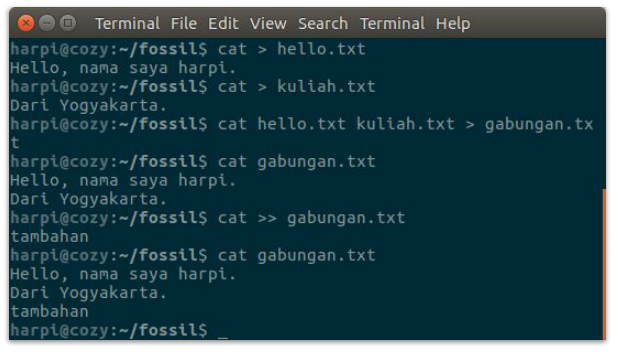 Terminal Terminal File Edit View Search Terminal Help
harpi@cozy:~/fossil$ cat > hello.txt
Hello, nama saya harpi.
harpi@cozy:~/fossil$ cat > kuliah.txt
Dari Yogyakarta.
harpi@cozy:~/fossil$ cat hello.txt kuliah.txt > gabungan.tx
t
harpi@cozy:~/fossil$ cat gabungan.txt
Hello, nama saya harpi.
Dari Yogyakarta.
harpi@cozy:~/fossil$ cat >> gabungan.txt
tambahan
harpi@cozy:~/fossil$ cat gabungan.txt
Hello, nama saya harpi.
Dari Yogyakarta.
tambahan
harpi@cozy:~/fossil$ _